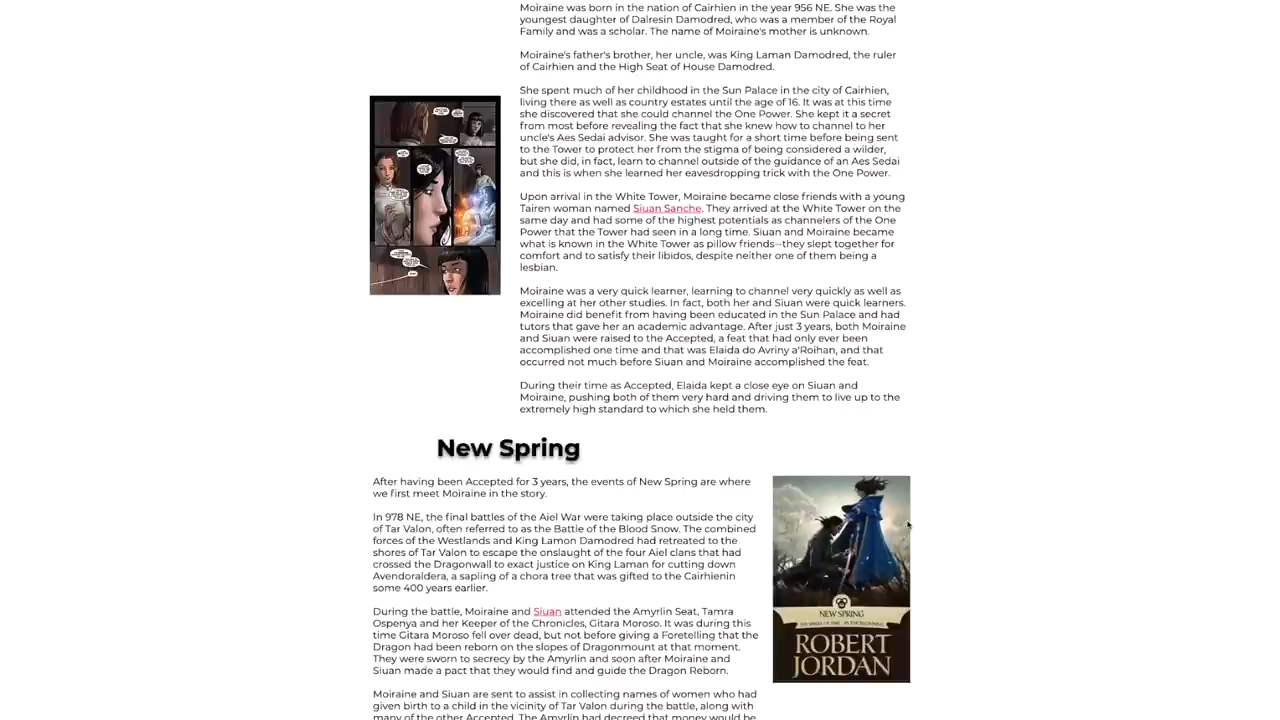 Moiraine was born in the nation of Cairhien in the year 956 NE. She was the
youngest daughter of Dalresin Damodred, who was a member of the Royal
Family and was a scholar. The name of Moiraine's mother is unknown.
Moiraine's father's brother, her uncle, was King Laman Damodred, the ruler
of Cairhien and the High Seat of House Damodred.
She spent much of her childhood in the Sun Palace in the city of Cairhien,
living there as well as country estates until the age of 16. It was at this time
she discovered that she could channel the One Power. She kept it a secret
from most before revealing the fact that she knew how to channel to her
uncle's Aes Sedai advisor. She was taught for a short time before being sent
to the Tower to protect her from the stigma of being considered a wilder,
but she did, in fact, learn to channel outside of the guidance of an Aes Sedai
and this is when she learned her eavesdropping trick with the One Power.
Upon arrival in the White Tower, Moiraine became close friends with a young
Tairen woman named Siuan Sanche. They arrived at the White Tower on the
same day and had some of the highest potentials as channelers of the One
Power that the Tower had seen in a long time. Siuan and Moiraine became
what is known in the White Tower as pillow friends—they slept together for
comfort and to satisfy their libidos, despite neither one of them being a
lesbian.
Moiraine was a very quick learner, learning to channel very quickly as well as
excelling at her other studies. In fact, both her and Siuan were quick learners.
Moiraine did benefit from having been educated in the Sun Palace and had
tutors that gave her an academic advantage. After just 3 years, both Moiraine
and Siuan were raised to the Accepted, a feat that had only ever been
accomplished one time and that was Elaida do Avriny a'Roihan, and that
occurred not much before Siuan and Moiraine accomplished the feat.
During their time as Accepted, Elaida kept a close eye on Siuan and
Moiraine, pushing both of them very hard and driving them to live up to the
extremely high standard to which she held them.
New Spring
After having been Accepted for 3 years, the events of New Spring are where
we first meet Moiraine in the story.
In 978 NE, the final battles of the Aiel War were taking place outside the city
of Tar Valon, often referred to as the Battle of the Blood Snow. The combined
forces of the Westlands and King Lamon Damodred had retreated to the
shores of Tar Valon to escape the onslaught of the four Aiel clans that had
crossed the Dragonwall to exact justice on King Laman for cutting down
Avendoraldera, a sapling of a chora tree that was gifted to the Cairhienin
some 400 years earlier.
During the battle, Moiraine and Siuan attended the Amyrlin Seat, Tamra
Ospenya and her Keeper of the Chronicles, Gitara Moroso. It was during this
time Gitara Moroso fell over dead, but not before giving a Foretelling that the
Dragon had been reborn on the slopes of Dragonmount at that moment.
They were sworn to secrecy by the Amyrlin and soon after Moiraine and
Siuan made a pact that they would find and guide the Dragon Reborn.
Moiraine and Siuan are sent to assist in collecting names of women who had
given birth to a child in the vicinity of Tar Valon during the battle, along with
many of the other Accepted. The Amyrlin had decreed that money would be
NEW SPRING
ROBERT
JORDAN